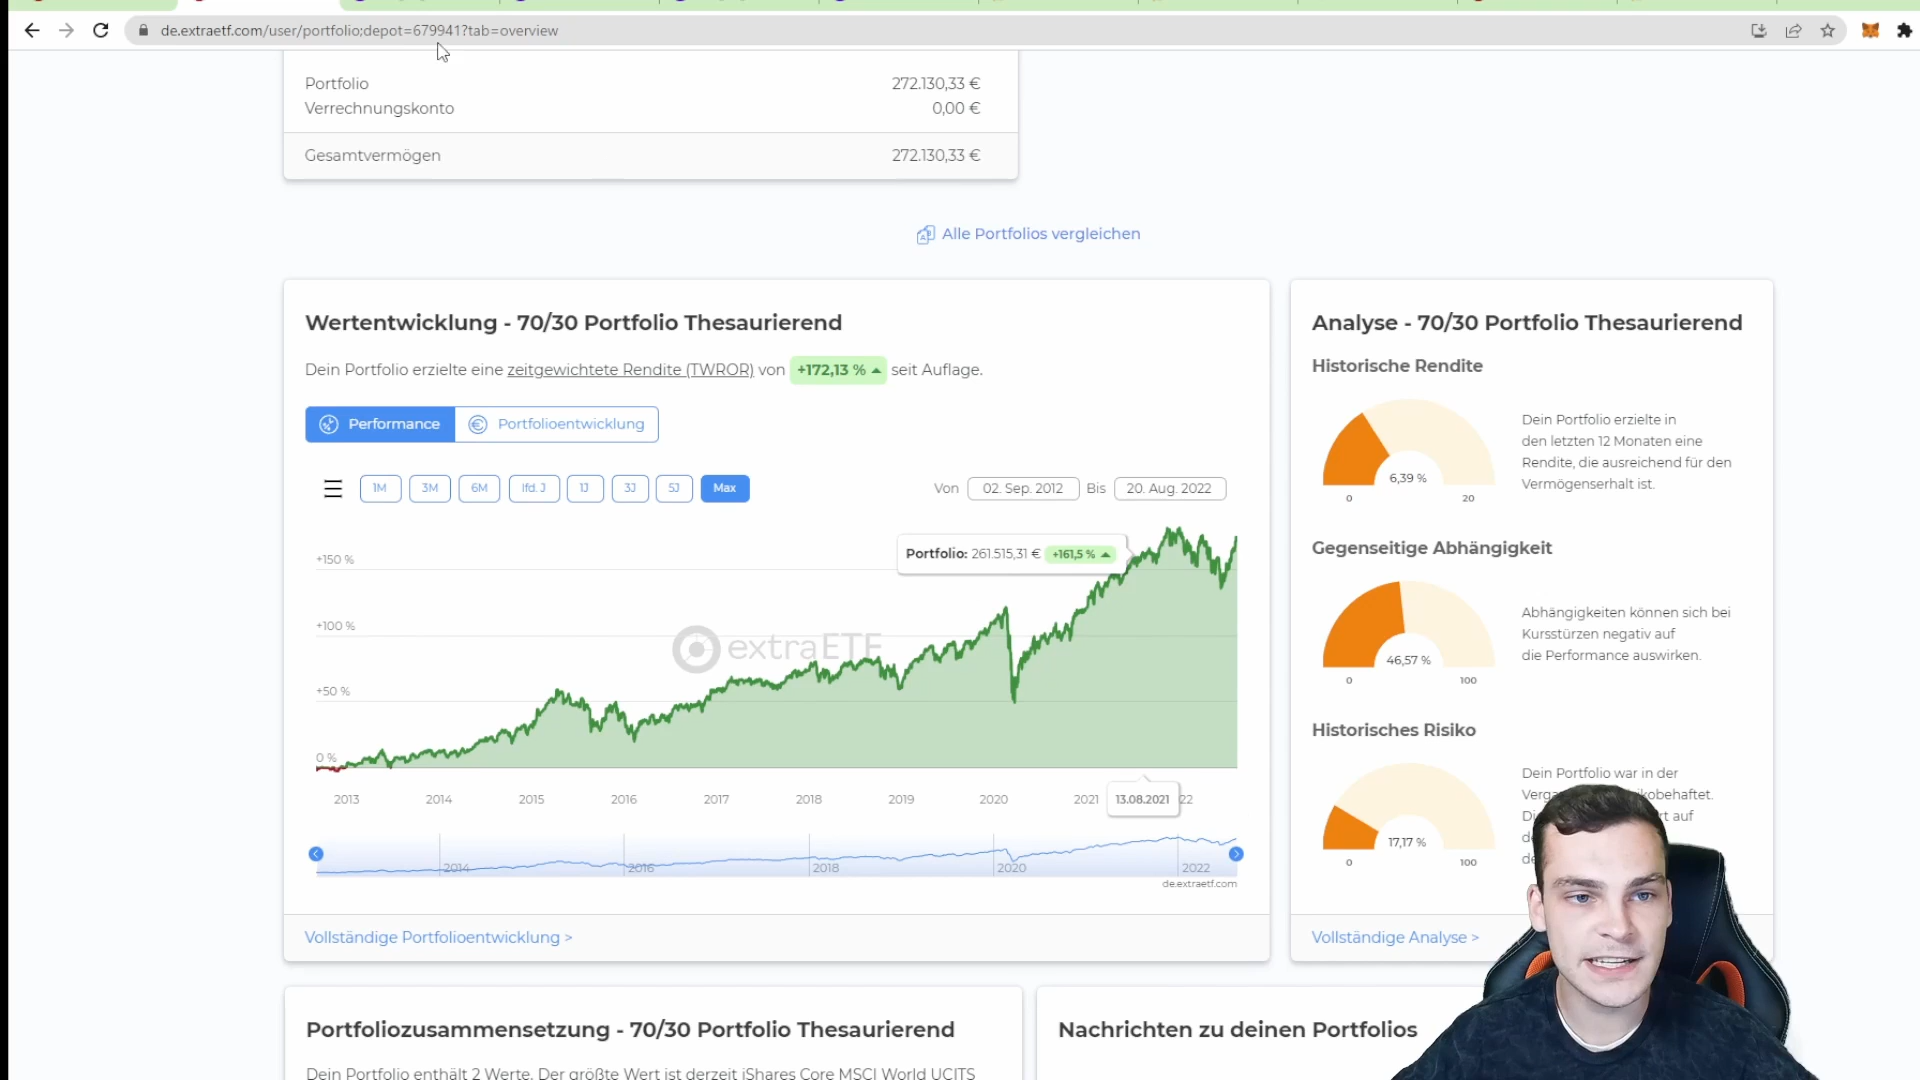 de.extraetf.com/user/portfolio;depot=679941?tab=overview
Portfolio 272.130,33 €
Verrechnungskonto 0,00 €
Gesamtvermögen 272.130,33 €
Alle Portfolios vergleichen
Wertentwicklung - 70/30 Portfolio Thesaurierend
Dein Portfolio erzielte eine zeitgewichtete Rendite (TWROR) von +172,13 % seit Auflage.
Performance Portfolioentwicklung
1M 3M 6M lfd. J 1J 3J 5J Max Von 02. Sep. 2012 Bis 20. Aug. 2022
Portfolio: 261.515,31 € +161,5 %
+150 %
+100 %
extraETF
+50 %
0 %
2013 2014 2015 2016 2017 2018 2019 2020 2021 13.08.2021 22
2014 2016 2018 2020 2022
de.extraetf.com
Vollständige Portfolioentwicklung >
Analyse - 70/30 Portfolio Thesaurierend
Historische Rendite
6,39 %
0 20
Dein Portfolio erzielte in
den letzten 12 Monaten eine
Rendite, die ausreichend für den
Vermögenserhalt ist.
Gegenseitige Abhängigkeit
46,57 %
0 100
Abhängigkeiten können sich bei
Kursstürzen negativ auf
die Performance auswirken.
Historisches Risiko
17,17 %
0 100
Dein Portfolio war in der
Vollständige Analyse >
Portfoliozusammensetzung - 70/30 Portfolio Thesaurierend
Dein Portfolio enthält 2 Werte. Der größte Wert ist derzeit iShares Core MSCI World UCITS
Nachrichten zu deinen Portfolios